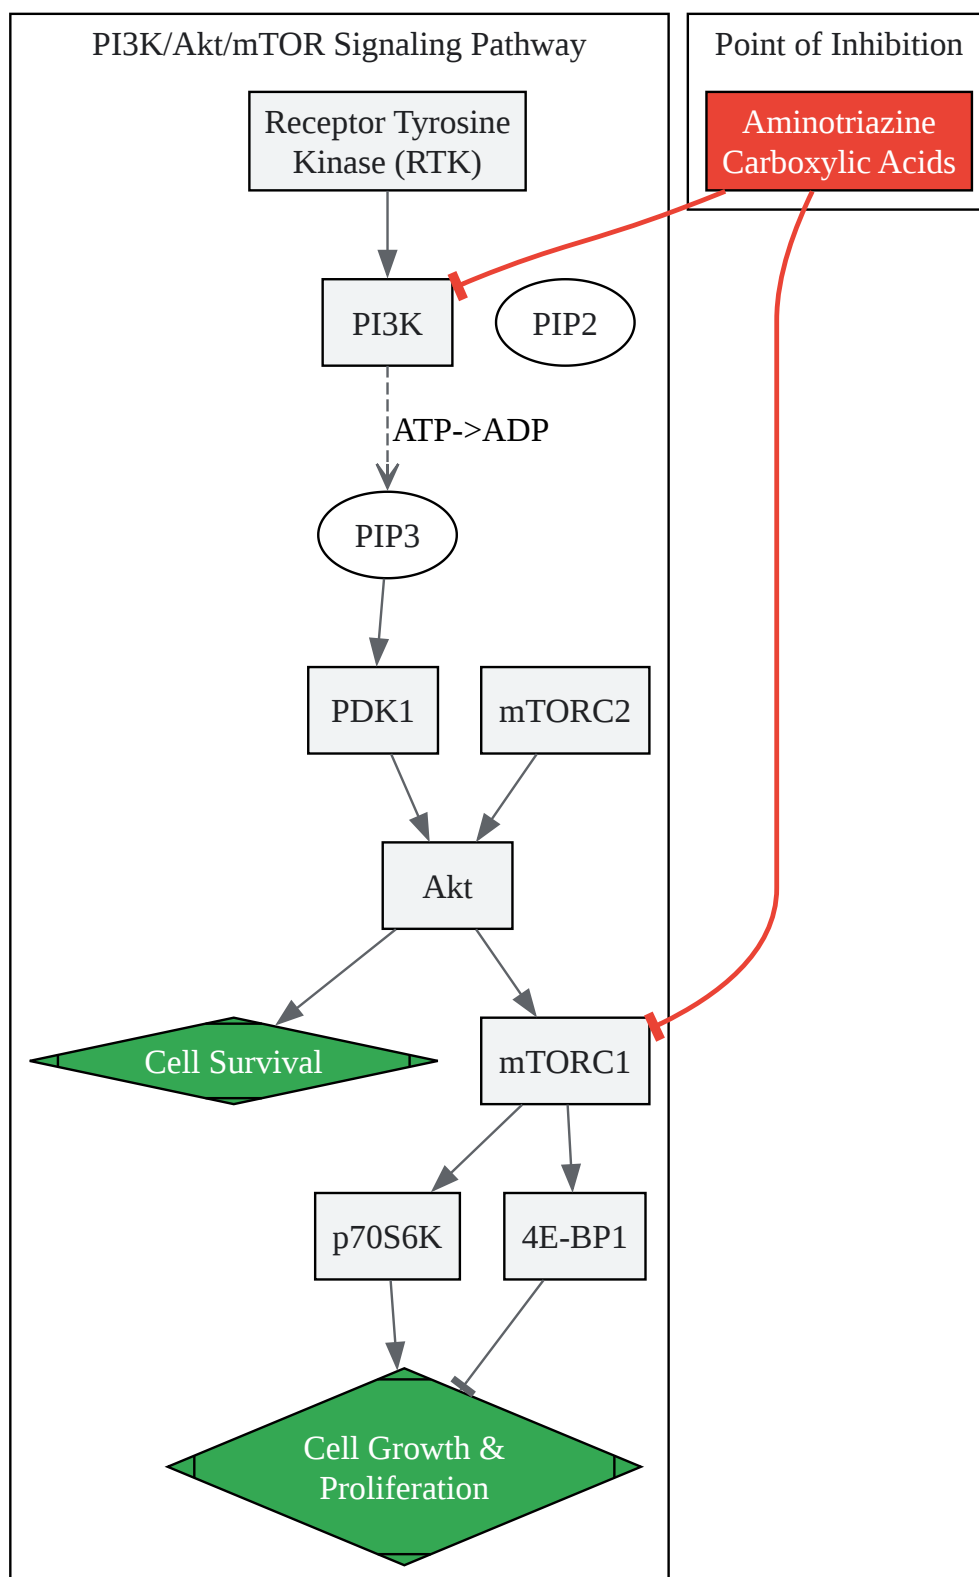 PI3K/Akt/mTOR Signaling Pathway
Point of Inhibition
Receptor Tyrosine
Kinase (RTK)
Aminotriazine
Carboxylic Acids
PI3K
PIP2
ATP->ADP
PIP3
PDK1
mTORC2
Akt
Cell Survival
mTORC1
p70S6K
4E-BP1
Cell Growth &
Proliferation